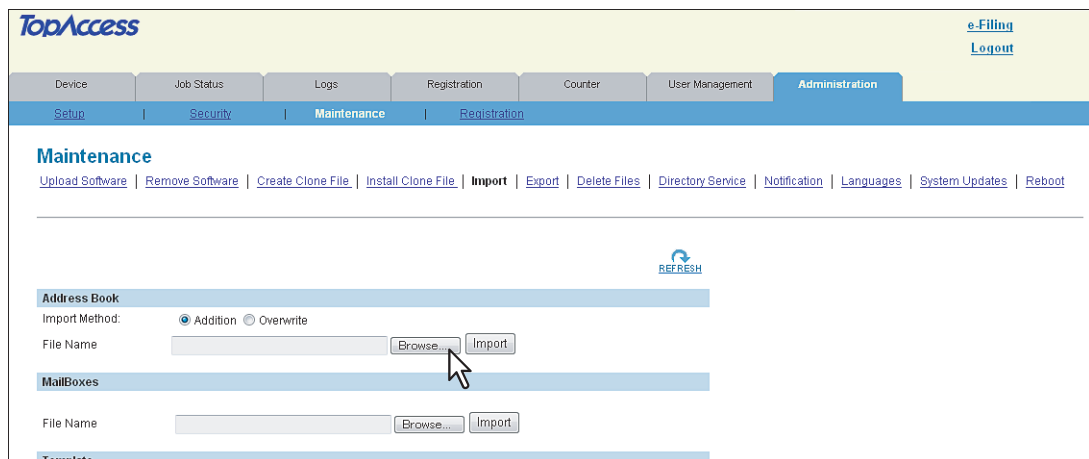 TopAccess
e-Filing
Logout
Device Job Status Logs Registration Counter User Management Administration
Setup | Security | Maintenance | Registration
Maintenance
Upload Software | Remove Software | Create Clone File | Install Clone File | Import | Export | Delete Files | Directory Service | Notification | Languages | System Updates | Reboot
REFRESH
Address Book
Import Method: Addition Overwrite
File Name Browse... Import
MailBoxes
File Name Browse... Import
Template